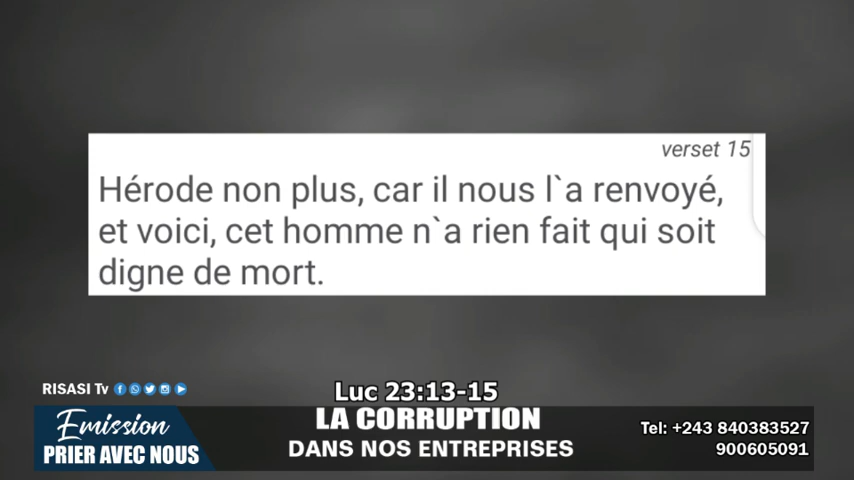 verset 15
Hérode non plus, car il nous l`a renvoyé,
et voici, cet homme n`a rien fait qui soit
digne de mort.
RISASI Tv
Luc 23:13-15
Emission
PRIER AVEC NOUS
LA CORRUPTION
DANS NOS ENTREPRISES
Tel: +243 840383527
900605091